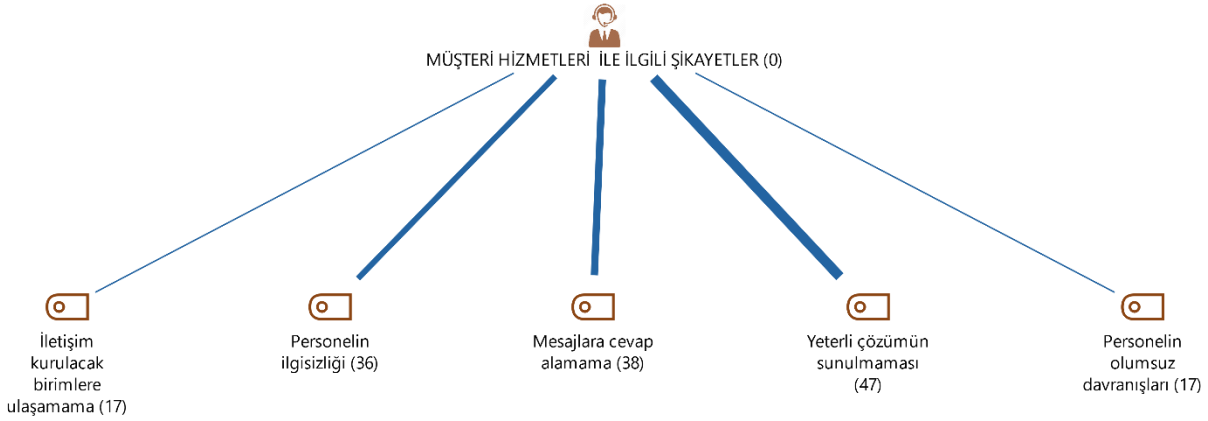 MÜŞTERİ HİZMETLERİ İLE İLGİLİ ŞİKAYETLER (0)
İletişim
kurulacak
birimlere
ulaşamama (17)
Personelin
ilgisizliği (36)
Mesajlara cevap
alamama (38)
Yeterli çözümün
sunulmaması
(47)
Personelin
olumsuz
davranışları (17)